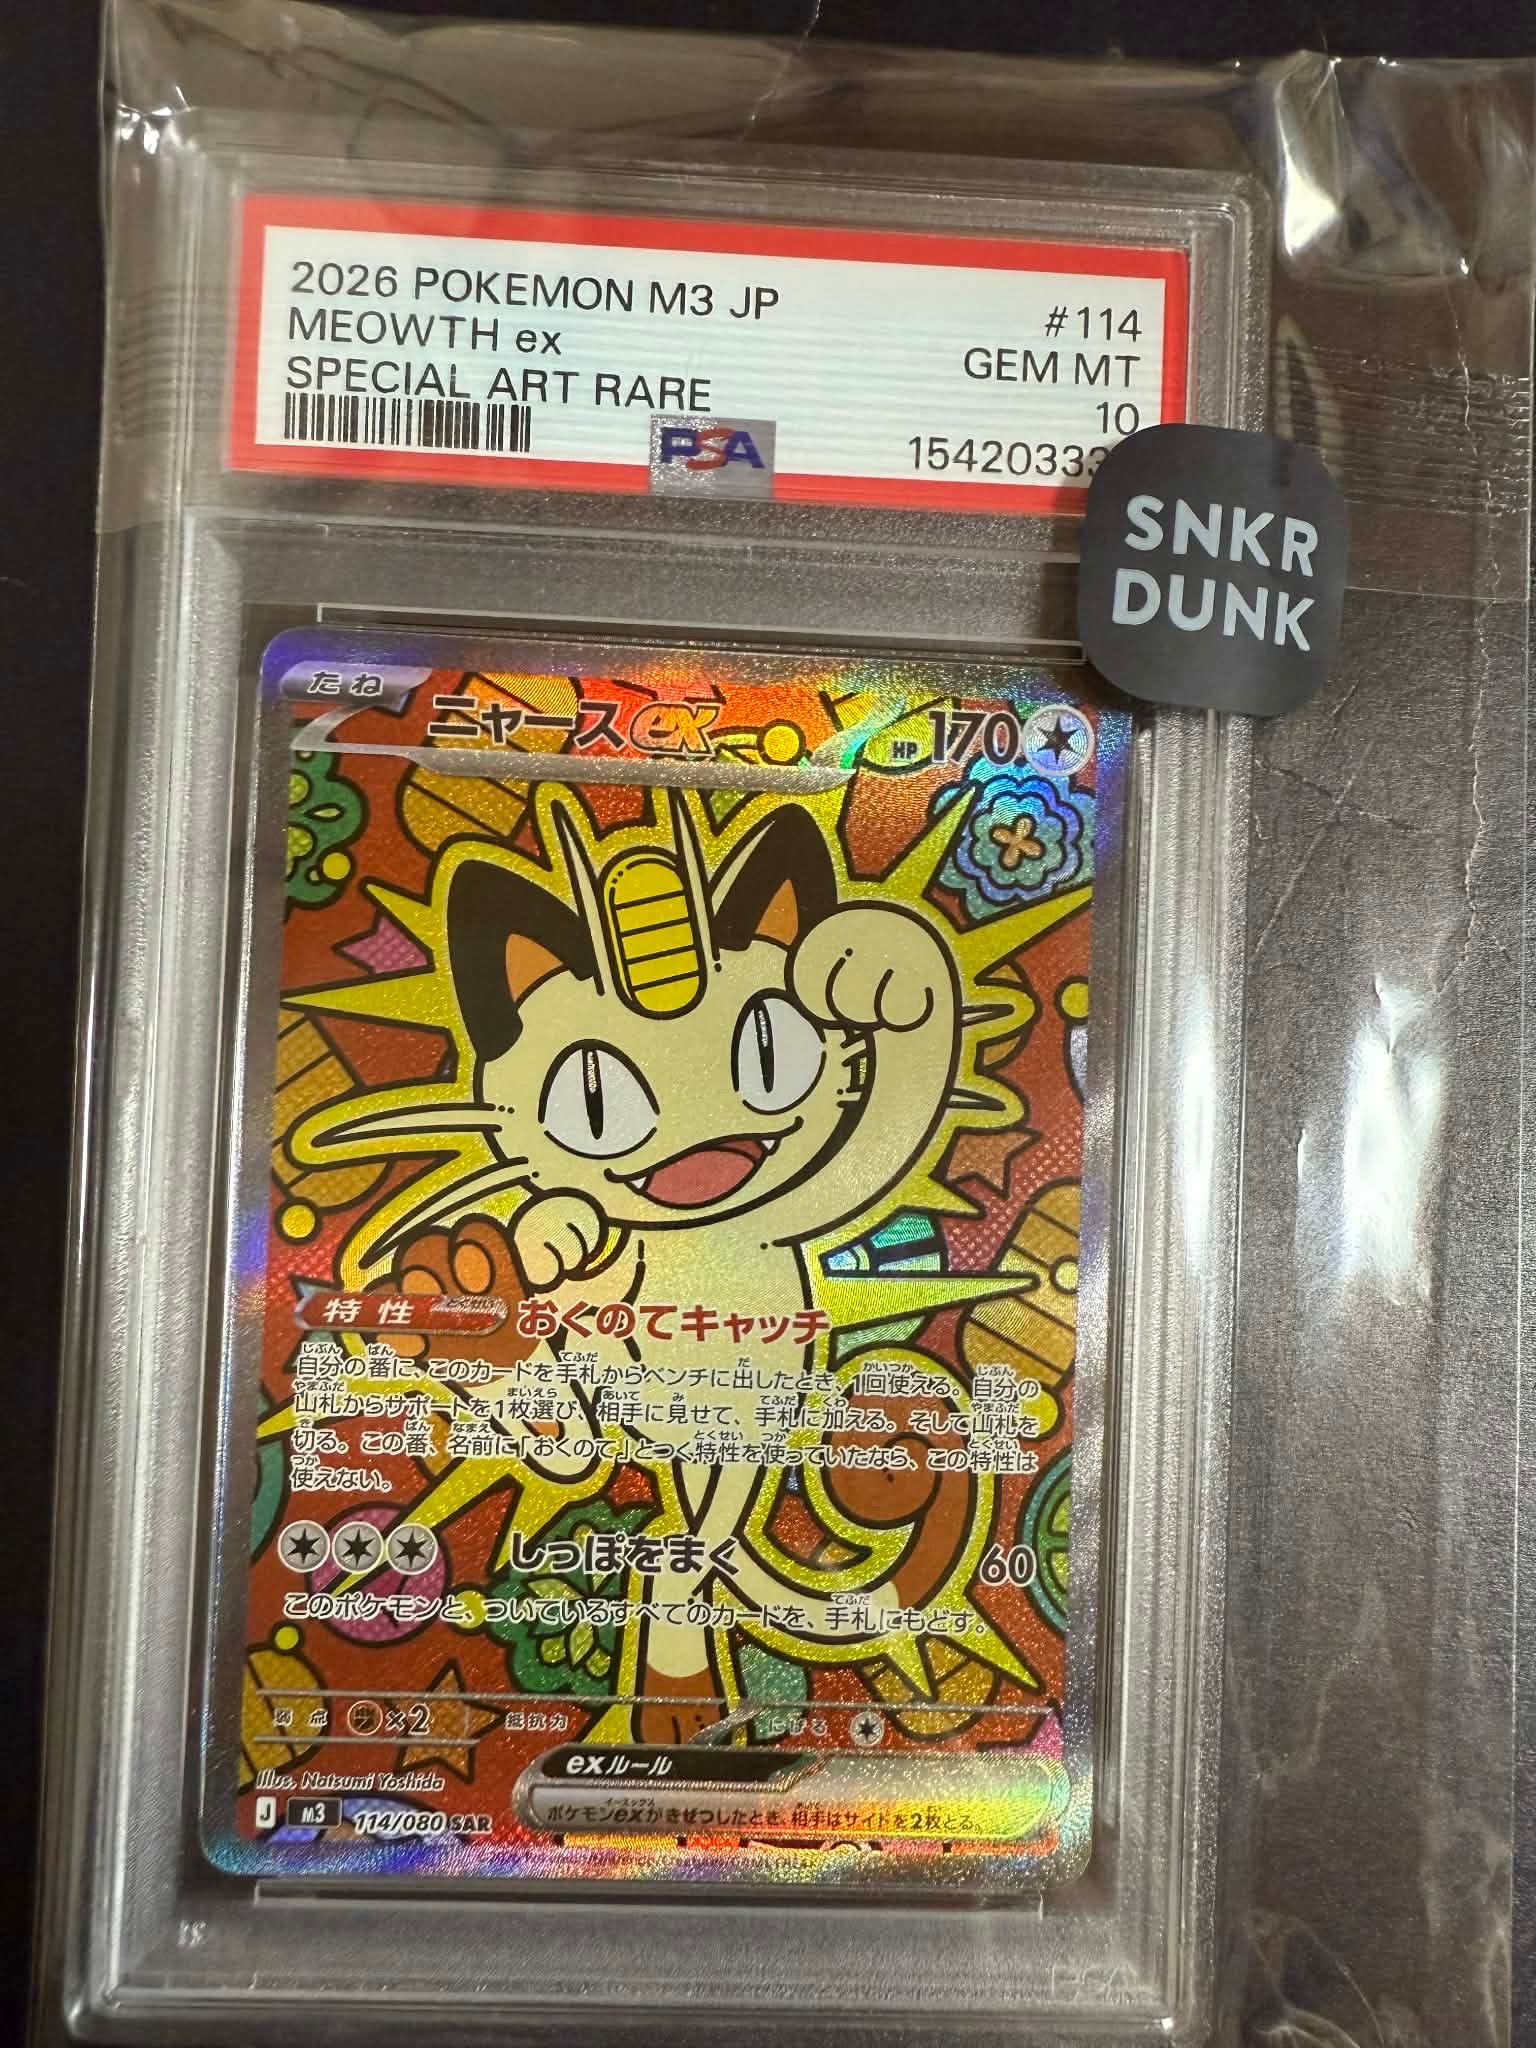 2026 POKEMON M3 JP
#114
MEOWTH ex
GEM MT
SPECIAL ART RARE
10
PSA
15420333
SNKR
DUNK
たね
ニャースex
HP 170
特性
おくのてキャッチ
自分の番に、このカードを手札からベンチに出したとき、1回使える。自分の
山札からサポートを1枚選び、相手に見せて、手札に加える。そして山札を
切る。この番、名前に「おくのて」とつく特性を使っていたなら、この特性は
使えない。
しっぽをまく
60
このポケモンと、ついているすべてのカードを、手札にもどす。
弱点 ×2
抵抗力
にげる
exルール
ポケモンexがきぜつしたとき、相手はサイドを2枚とる。
Illus. Natsumi Yoshida
J M3 114/080 SAR
PSA